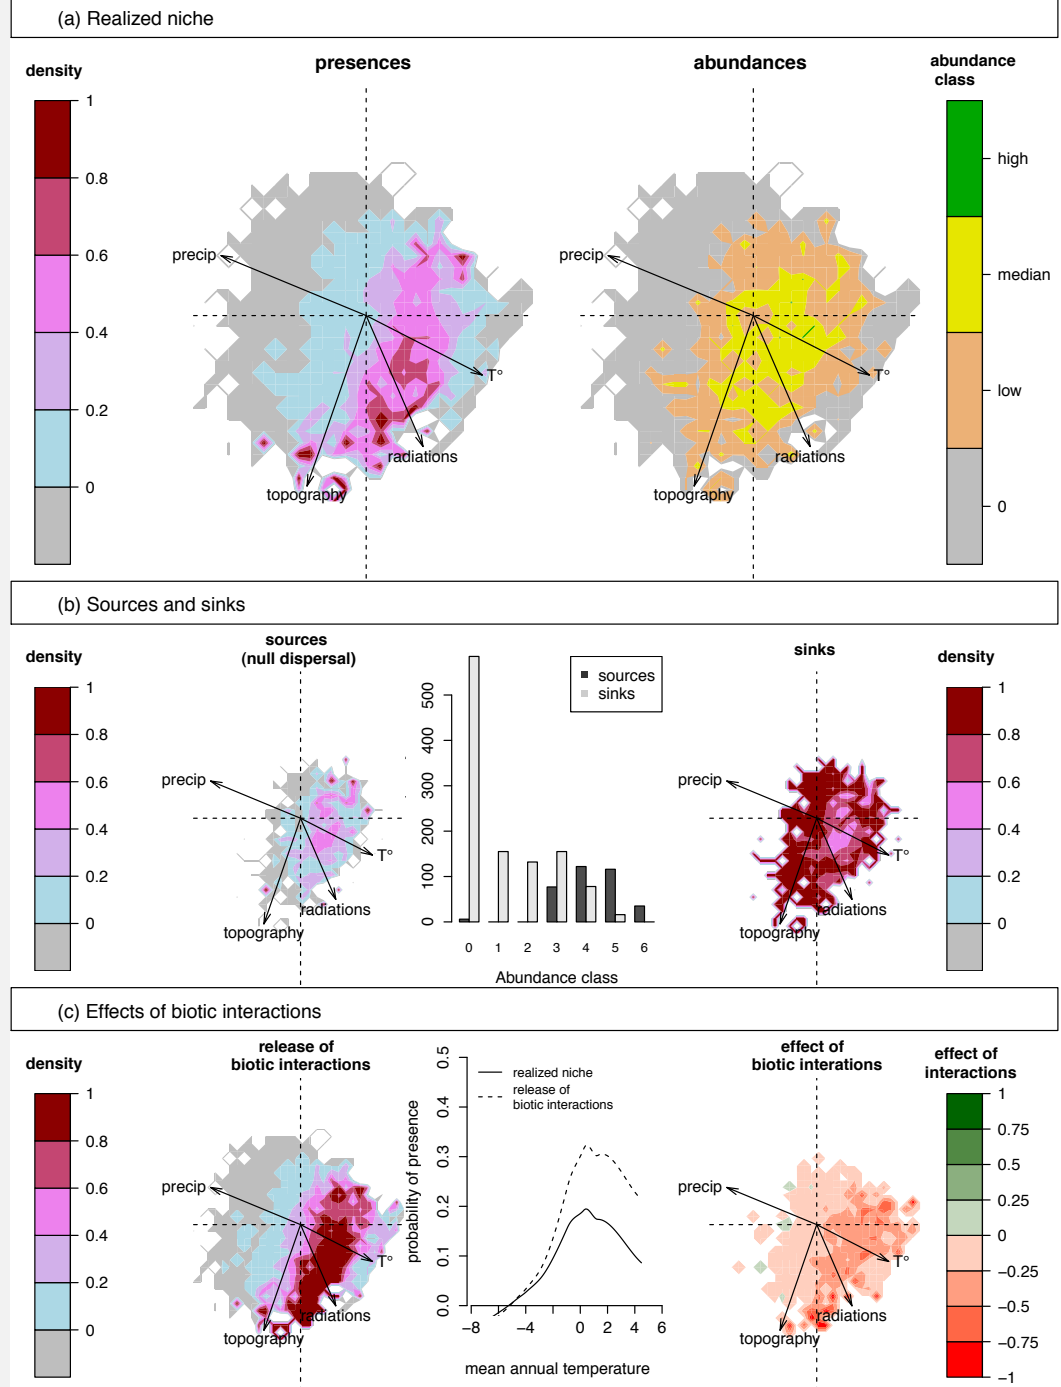 (a) Realized niche
density
presences
abundances
abundance
class
1
0.8
0.6
0.4
0.2
0
precip
T°
radiations
topography
precip
T°
radiations
topography
high
median
low
0
(b) Sources and sinks
density
sources
(null dispersal)
sinks
density
1
0.8
0.6
0.4
0.2
0
precip
T°
radiations
topography
500
400
300
200
100
0
sources
sinks
0 1 2 3 4 5 6
Abundance class
precip
T°
radiations
topography
1
0.8
0.6
0.4
0.2
0
(c) Effects of biotic interactions
density
release of
biotic interactions
effect of
biotic interations
effect of
interactions
1
0.8
0.6
0.4
0.2
0
precip
T°
radiations
topography
probability of presence
0.5
0.4
0.3
0.2
0.1
0.0
realized niche
release of
biotic interactions
−8 −4 0 2 4 6
mean annual temperature
precip
T°
radiations
topography
1
0.75
0.5
0.25
0
−0.25
−0.5
−0.75
−1